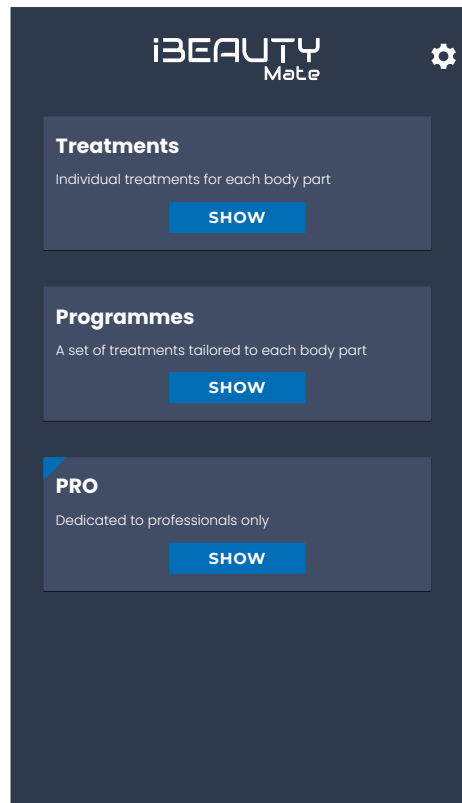 iBEAUTY
Mate
Treatments
Individual treatments for each body part
SHOW
Programmes
A set of treatments tailored to each body part
SHOW
PRO
Dedicated to professionals only
SHOW